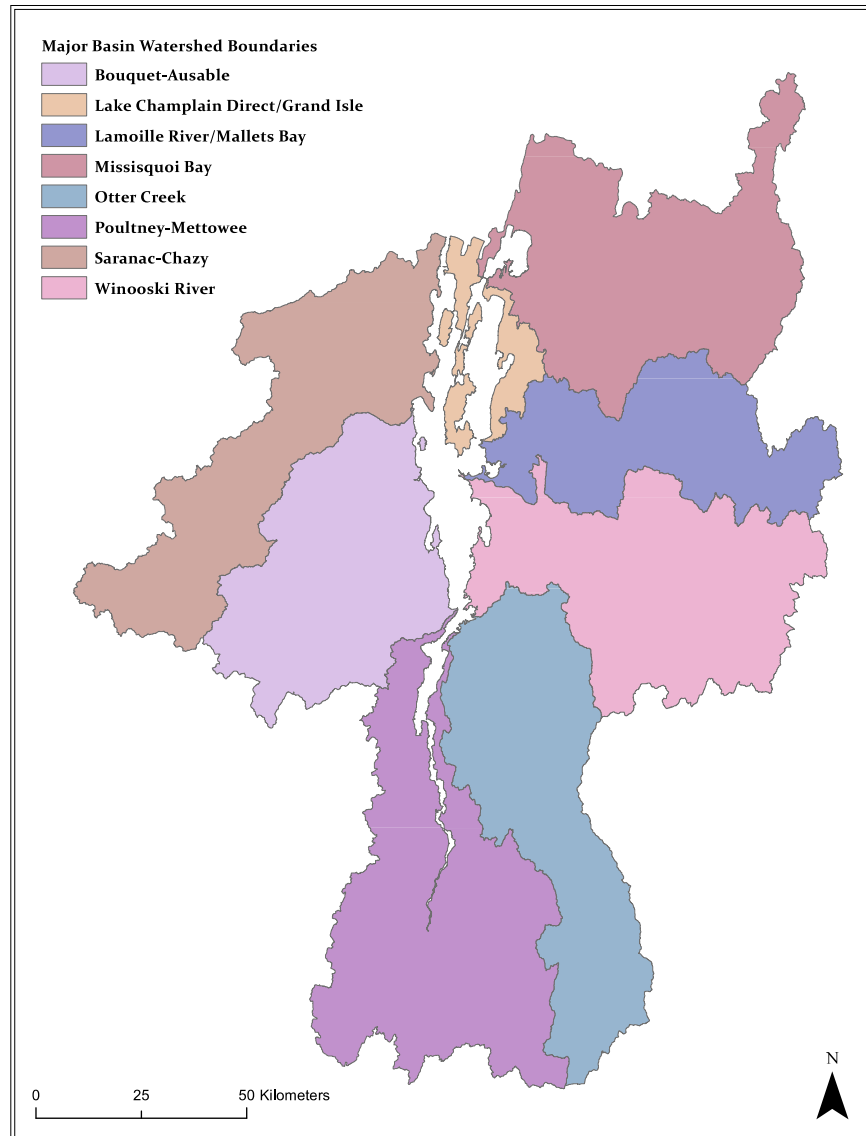 Major Basin Watershed Boundaries
Bouquet-Ausable
Lake Champlain Direct/Grand Isle
Lamoille River/Mallets Bay
Missisquoi Bay
Otter Creek
Poultney-Mettowee
Saranac-Chazy
Winooski River
N
0 25 50 Kilometers